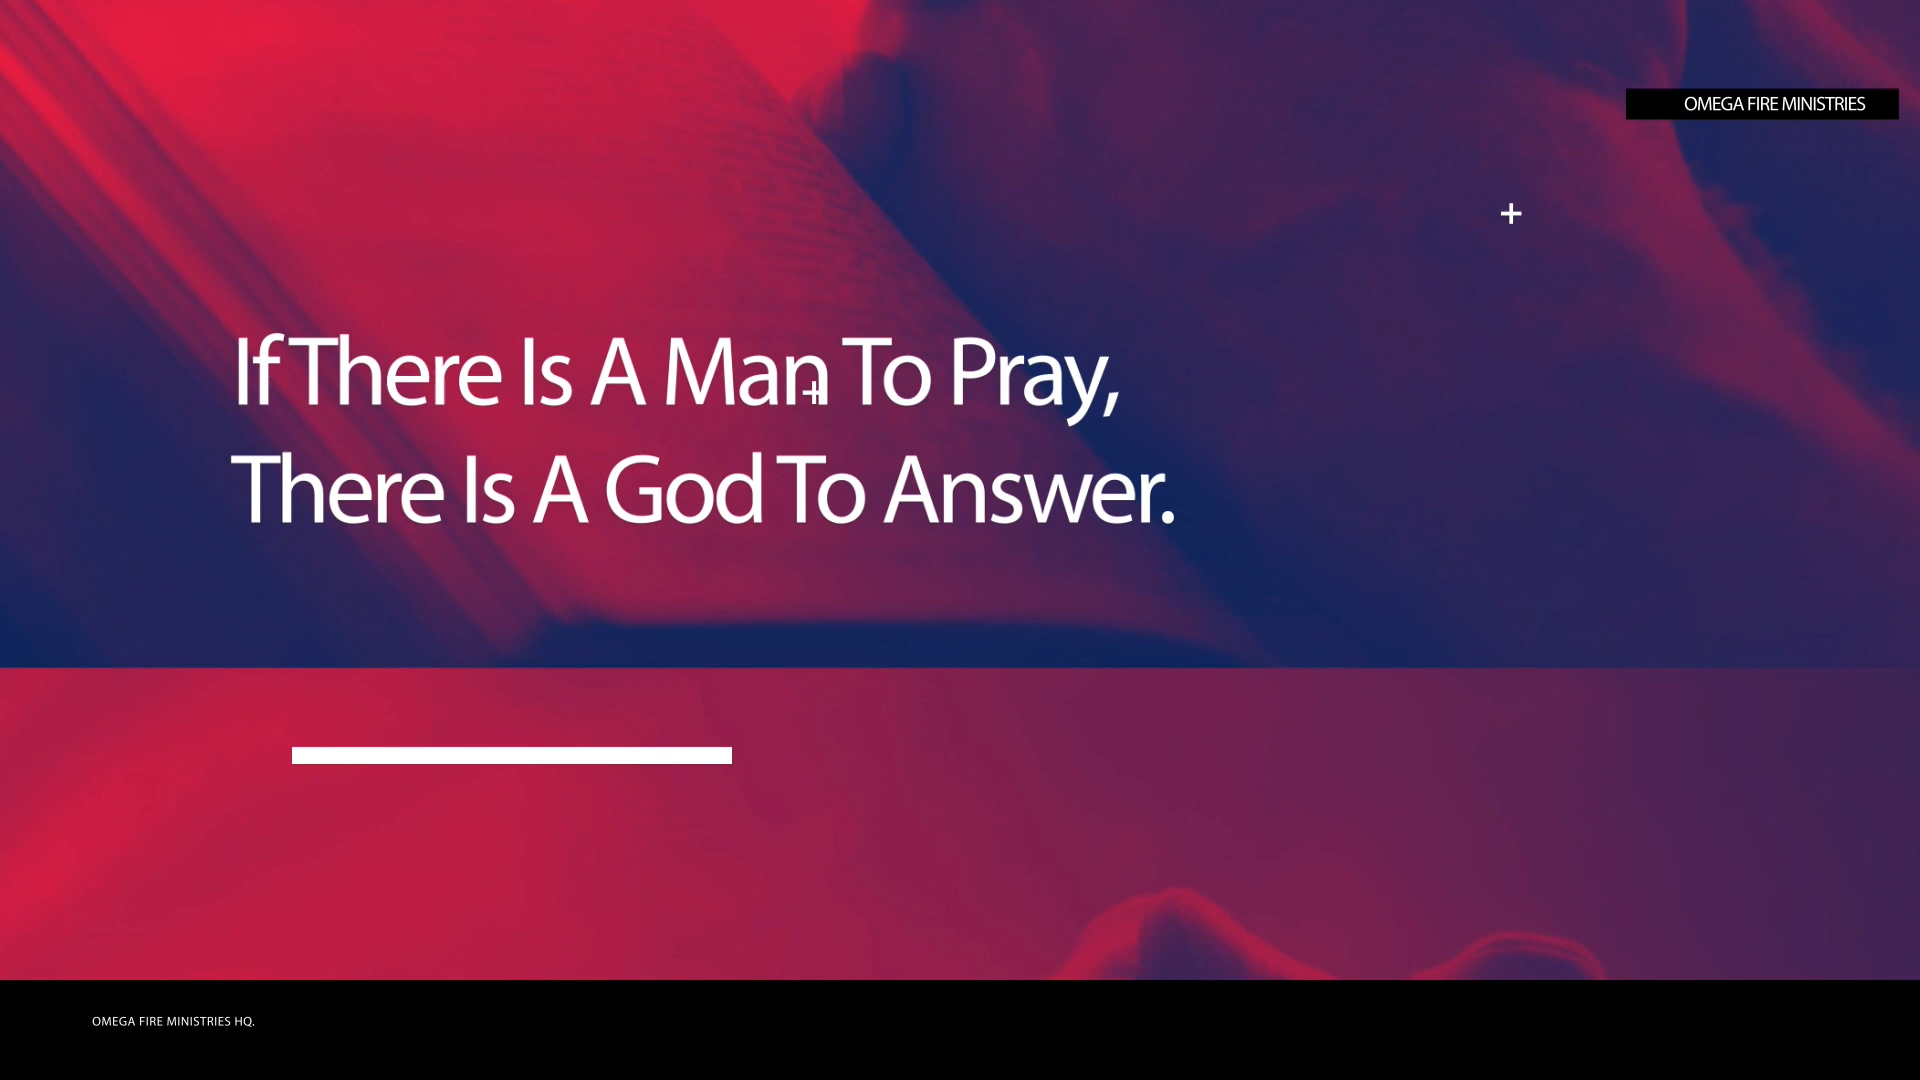 OMEGA FIRE MINISTRIES
If There Is A Man To Pray,
There Is A God To Answer.
OMEGA FIRE MINISTRIES HQ.